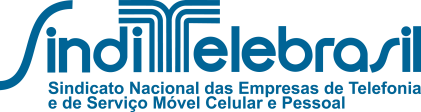 SindiTelebrasil
Sindicato Nacional das Empresas de Telefonia
e de Serviço Móvel Celular e Pessoal